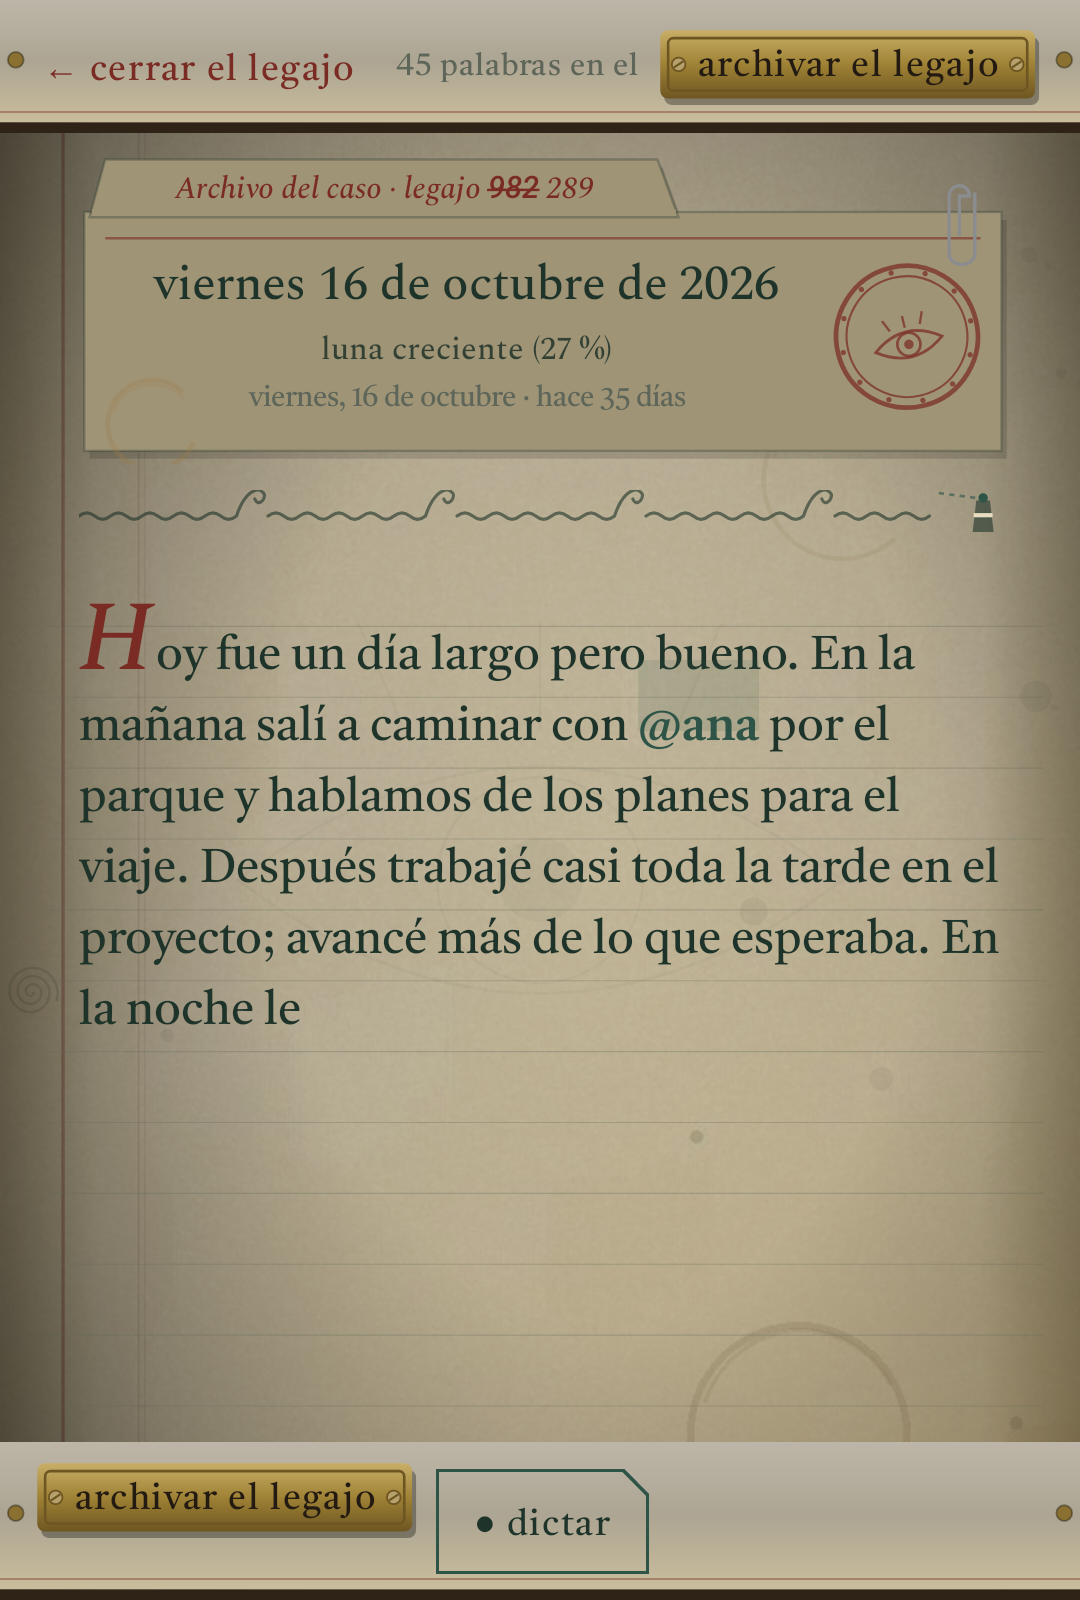 ← cerrar el legajo 45 palabras en el archivar el legajo
Archivo del caso · legajo 982 289
viernes 16 de octubre de 2026
luna creciente (27 %)
viernes, 16 de octubre · hace 35 días
Hoy fue un día largo pero bueno. En la
mañana salí a caminar con @ana por el
parque y hablamos de los planes para el
viaje. Después trabajé casi toda la tarde en el
proyecto; avancé más de lo que esperaba. En
la noche le
archivar el legajo • dictar